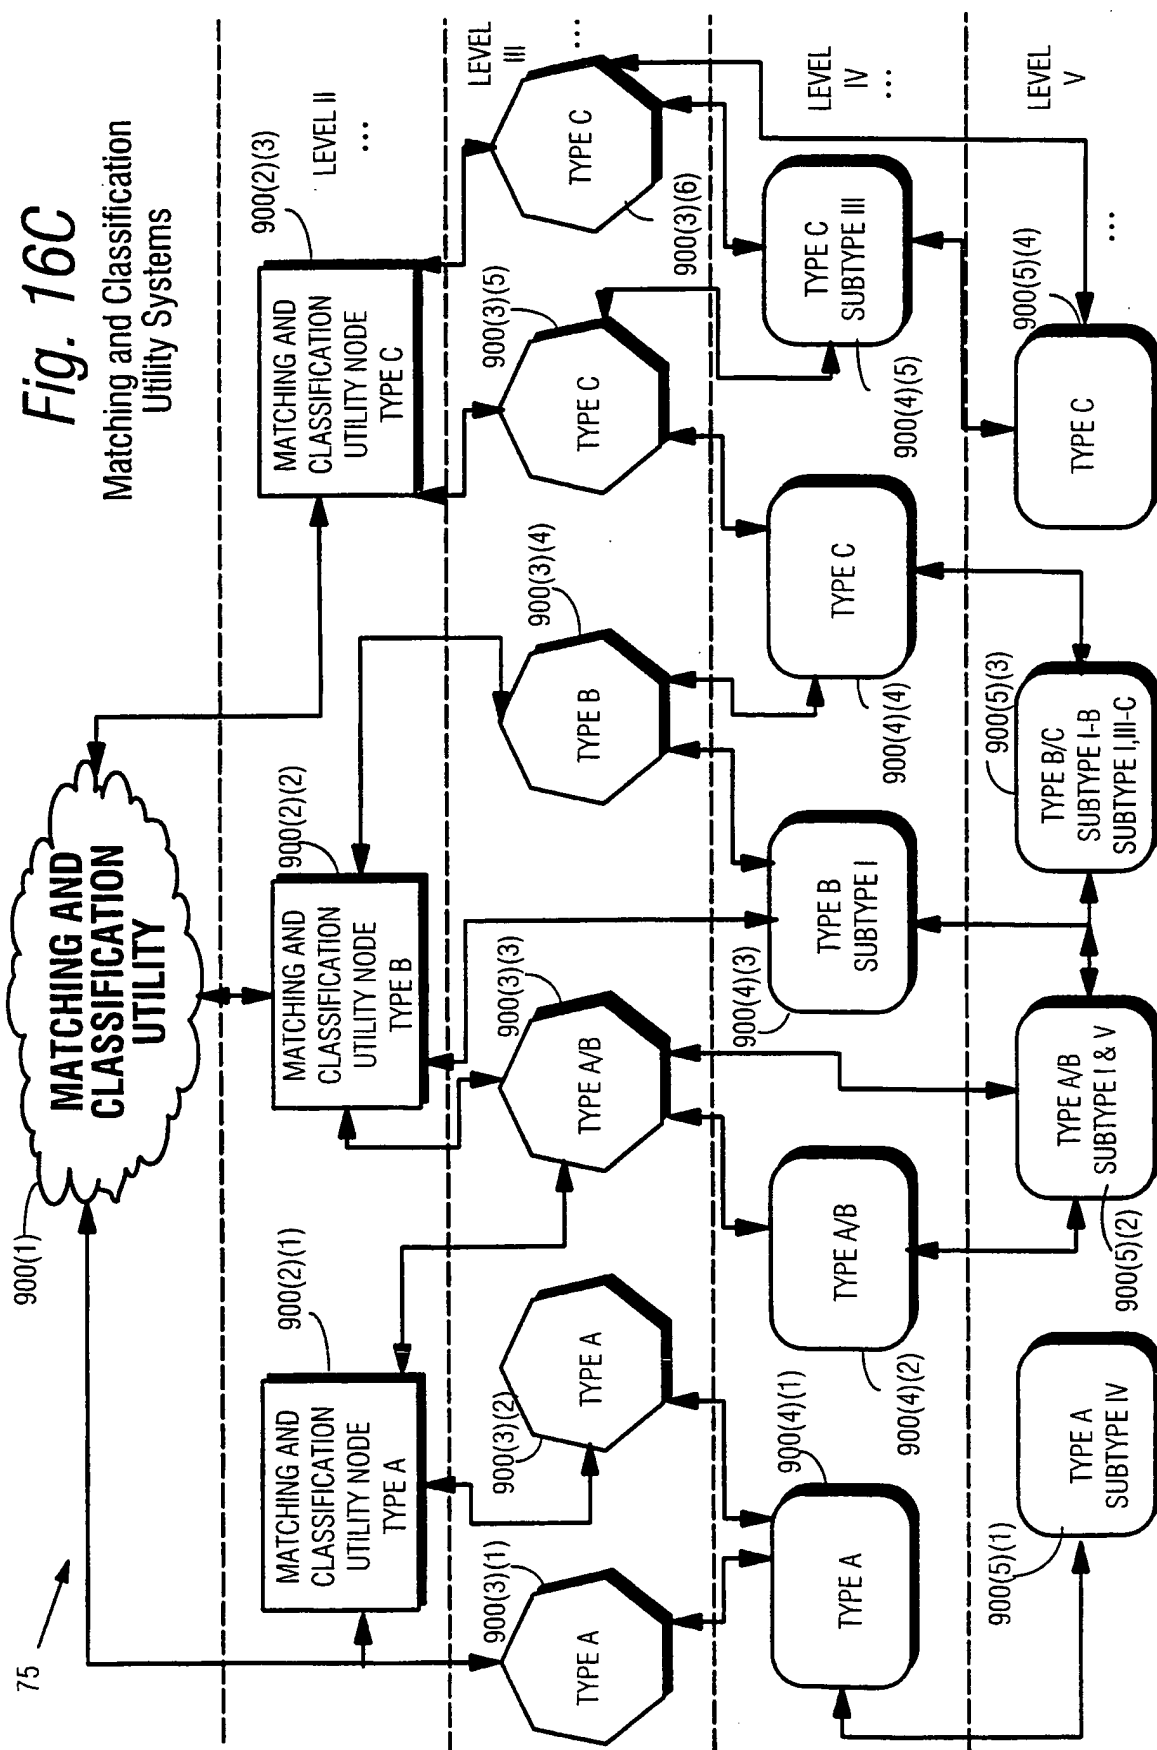 Fig. 16C
Matching and Classification
Utility Systems
75
900(1)
MATCHING AND
CLASSIFICATION
UTILITY
900(2)(1)
MATCHING AND
CLASSIFICATION
UTILITY NODE
TYPE A
900(2)(2)
MATCHING AND
CLASSIFICATION
UTILITY NODE
TYPE B
900(2)(3)
MATCHING AND
CLASSIFICATION
UTILITY NODE
TYPE C
LEVEL II
...
900(3)(1)
TYPE A
900(3)(2)
TYPE A
900(3)(3)
TYPE A/B
900(3)(4)
TYPE B
900(3)(5)
TYPE C
900(3)(6)
TYPE C
LEVEL
III
...
900(4)(1)
TYPE A
900(4)(2)
TYPE A/B
900(4)(3)
TYPE B
SUBTYPE I
900(4)(4)
TYPE C
900(4)(5)
TYPE C
SUBTYPE III
LEVEL
IV
...
900(5)(1)
TYPE A
SUBTYPE IV
900(5)(2)
TYPE A/B
SUBTYPE I & V
900(5)(3)
TYPE B/C
SUBTYPE I-B
SUBTYPE I,III-C
900(5)(4)
TYPE C
LEVEL
V
...